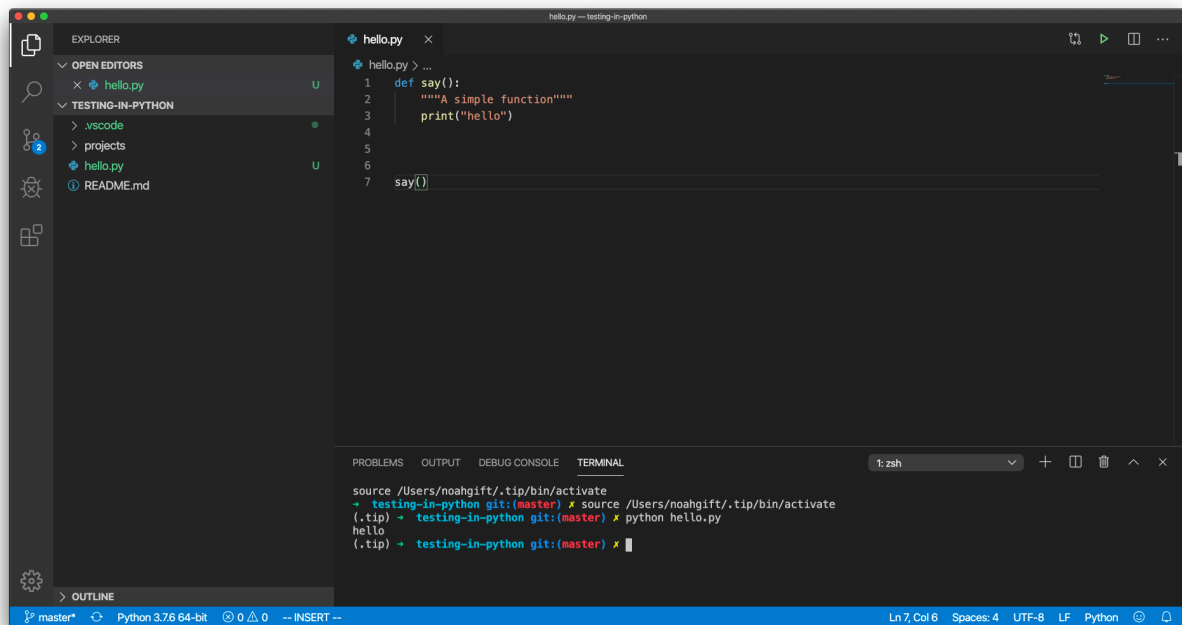 hello.py — testing-in-python
EXPLORER
OPEN EDITORS
hello.py U
TESTING-IN-PYTHON
.vscode
projects
hello.py U
README.md
2
OUTLINE
hello.py
hello.py > ...
1 def say():
2     """A simple function"""
3     print("hello")
4
5
6
7 say()
PROBLEMS OUTPUT DEBUG CONSOLE TERMINAL 1: zsh
source /Users/noahgift/.tip/bin/activate
→ testing-in-python git:(master) ✗ source /Users/noahgift/.tip/bin/activate
(.tip) → testing-in-python git:(master) ✗ python hello.py
hello
(.tip) → testing-in-python git:(master) ✗
master* Python 3.7.6 64-bit 0 0 -- INSERT -- Ln 7, Col 6 Spaces: 4 UTF-8 LF Python